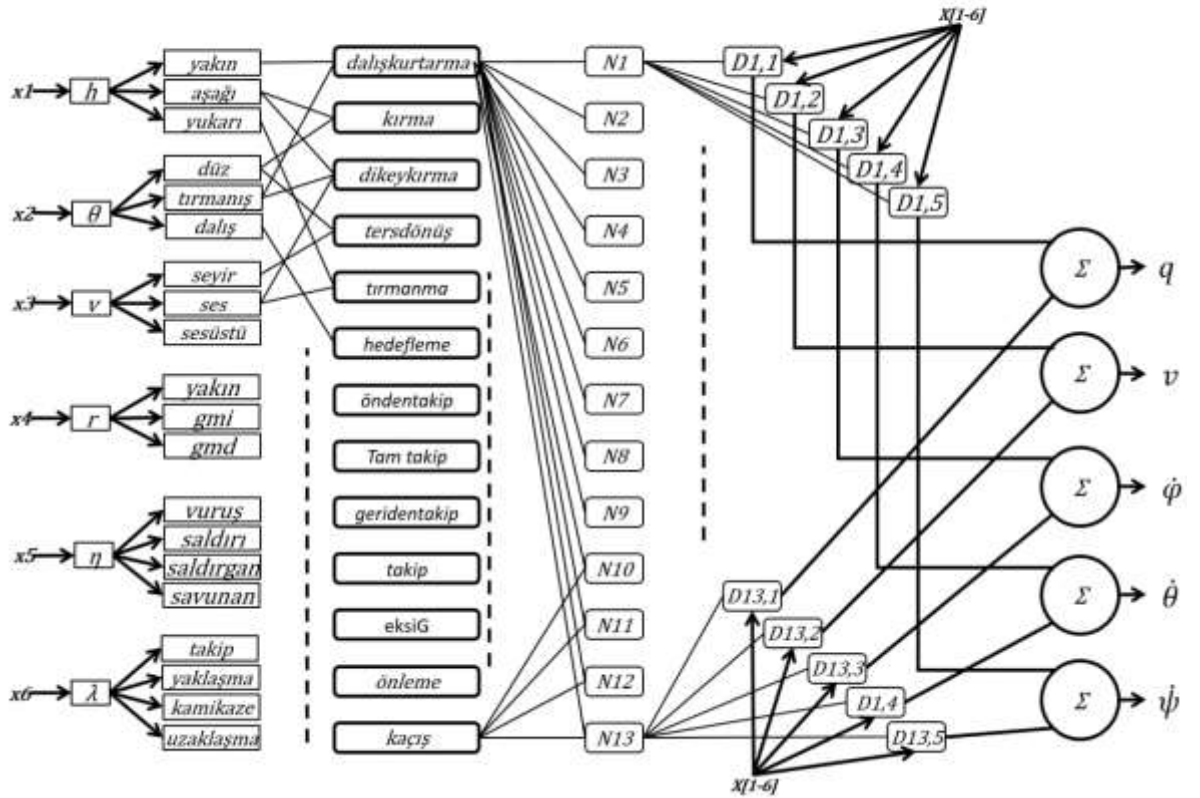 X[1-6]
x1
h
yakın
aşağı
yukarı
x2
θ
düz
tırmanış
dalış
x3
v
seyir
ses
sesüstü
x4
r
yakın
gmi
gmd
x5
η
vuruş
saldırı
saldırgan
savunan
x6
λ
takip
yaklaşma
kamikaze
uzaklaşma
dalışkurtarma
kırma
dikeykırma
tersdönüş
tırmanma
hedefleme
öndentakip
Tam takip
geridentakip
takip
eksiG
önleme
kaçış
N1
N2
N3
N4
N5
N6
N7
N8
N9
N10
N11
N12
N13
D1,1
D1,2
D1,3
D1,4
D1,5
D13,1
D13,2
D13,3
D1,4
D13,5
X[1-6]
Σ q
Σ v
Σ φ̇
Σ θ̇
Σ ψ̇